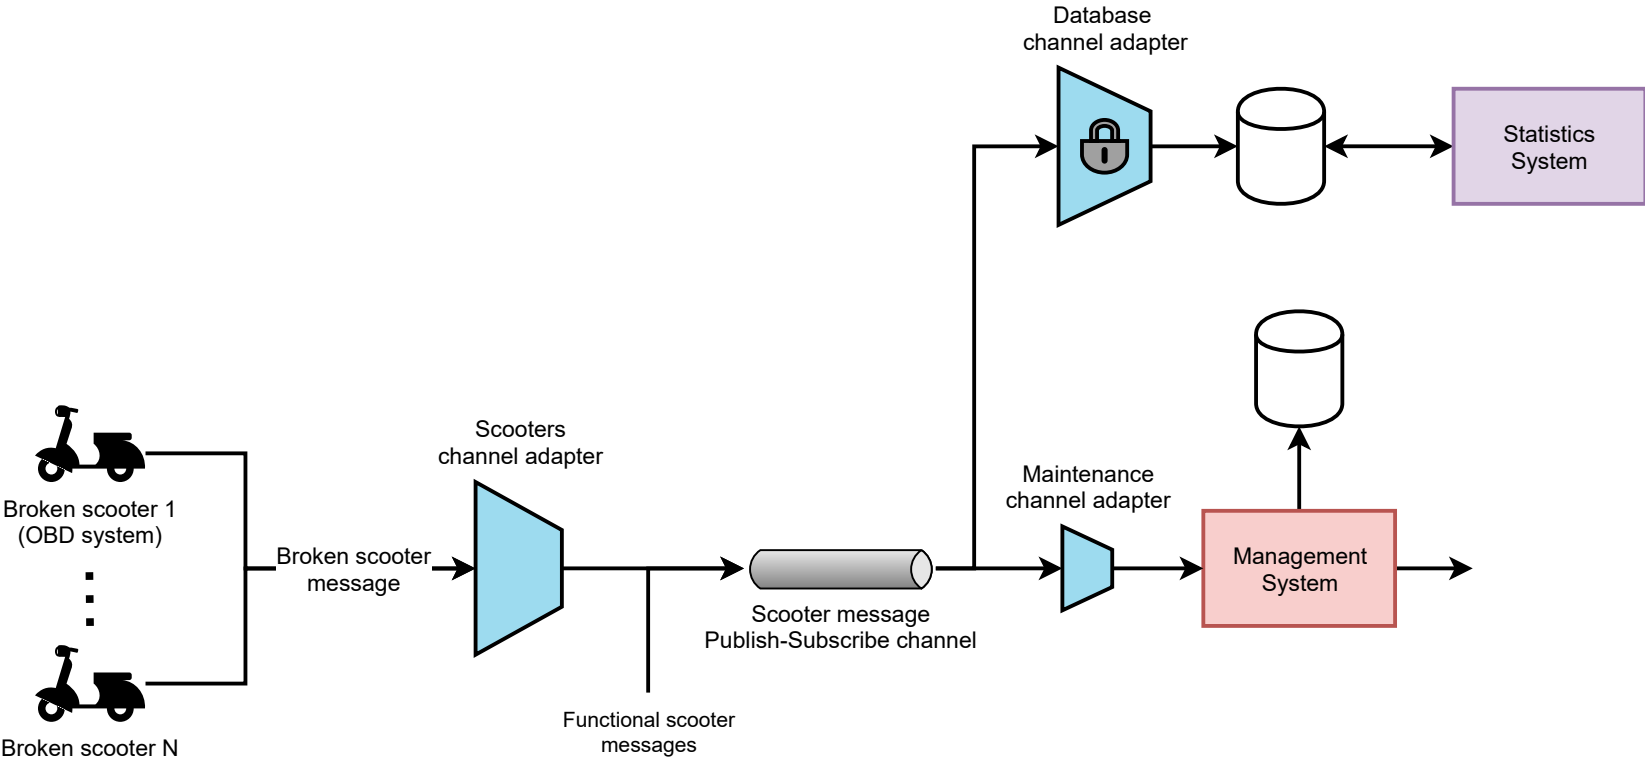 Database
channel adapter
Statistics
System
Scooters
channel adapter
Maintenance
channel adapter
Broken scooter 1
(OBD system)
Broken scooter
message
Management
System
Scooter message
Publish-Subscribe channel
Functional scooter
messages
Broken scooter N